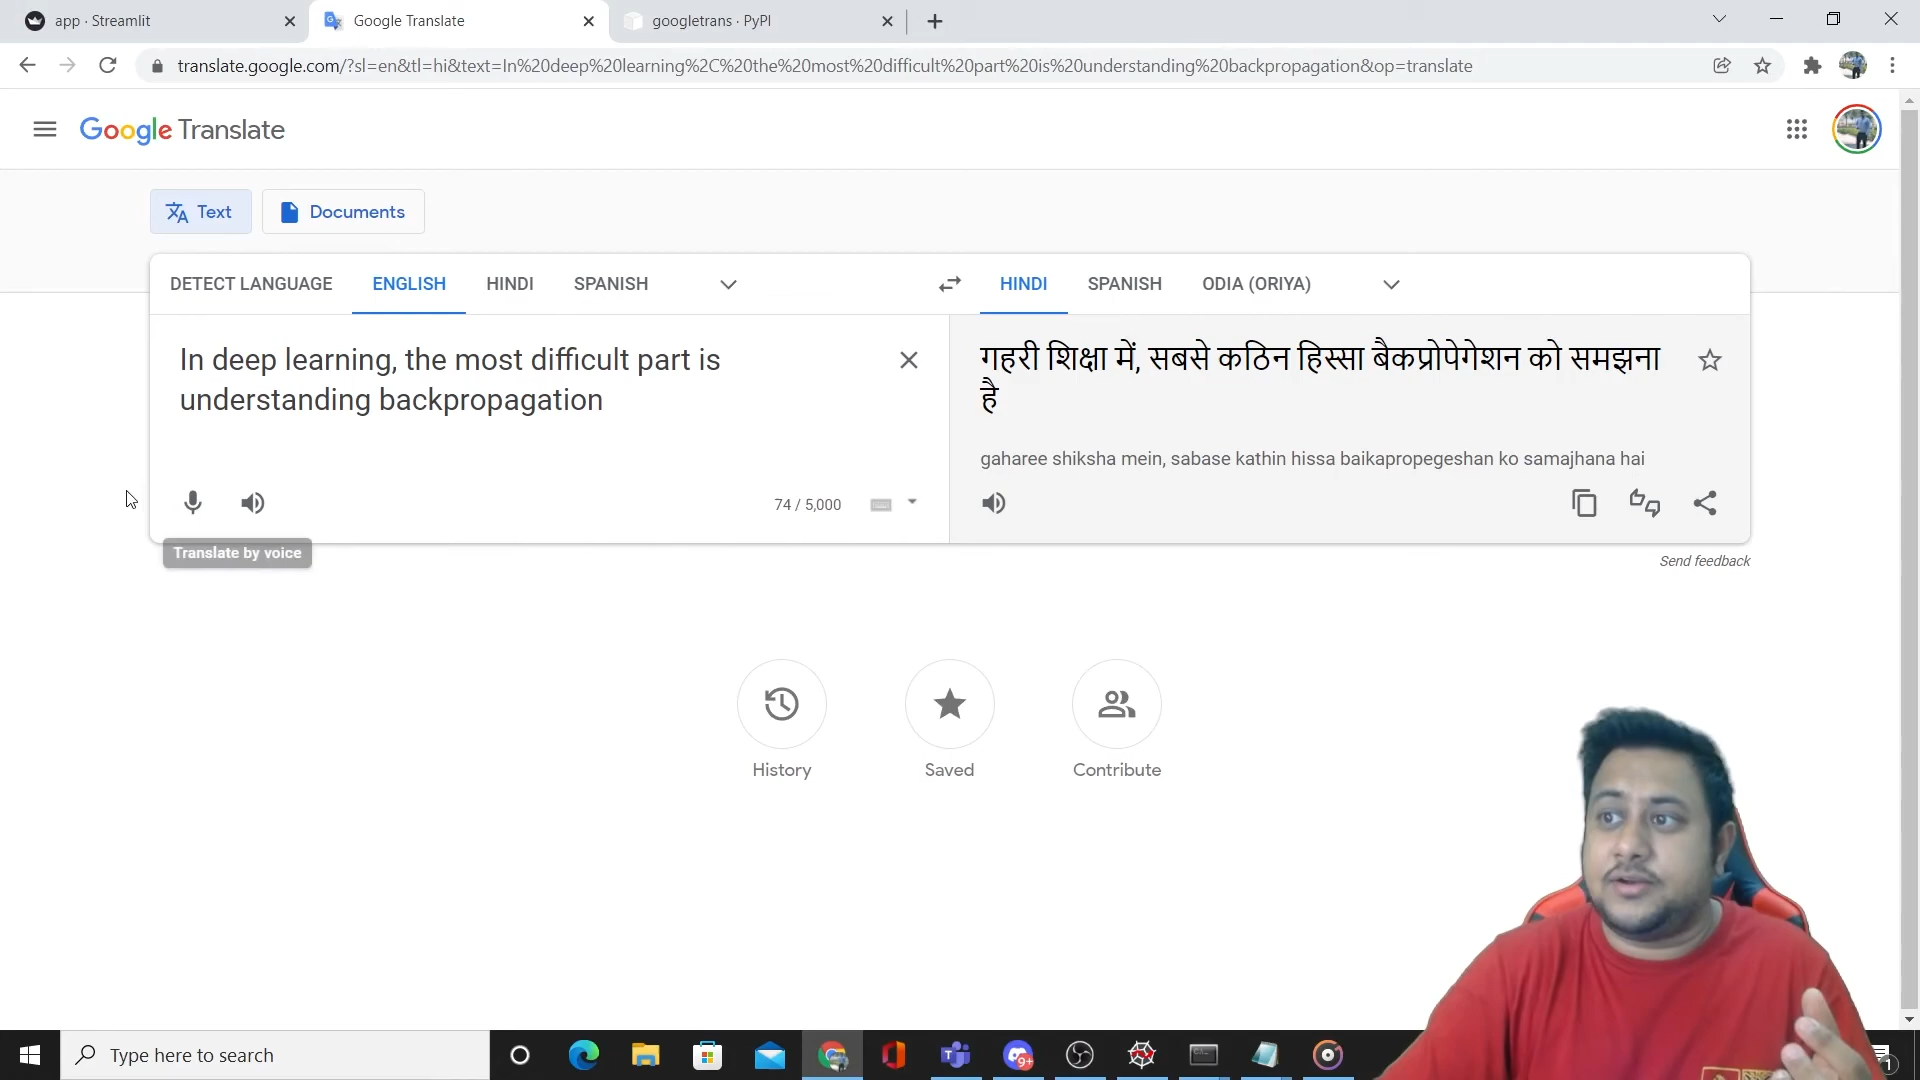 app · Streamlit
Google Translate
googletrans · PyPI
translate.google.com/?sl=en&tl=hi&text=In%20deep%20learning%2C%20the%20most%20difficult%20part%20is%20understanding%20backpropagation&op=translate
Google Translate
Text
Documents
DETECT LANGUAGE ENGLISH HINDI SPANISH
HINDI SPANISH ODIA (ORIYA)
In deep learning, the most difficult part is
understanding backpropagation
गहरी शिक्षा में, सबसे कठिन हिस्सा बैकप्रोपेगेशन को समझना
है
gaharee shiksha mein, sabase kathin hissa baikapropegeshan ko samajhana hai
74 / 5,000
Translate by voice
Send feedback
History
Saved
Contribute
Type here to search
9+
1